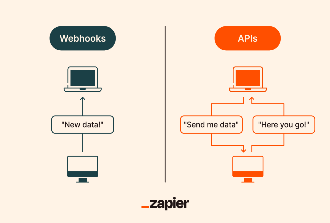 Webhooks
"New data!"
APIs
"Send me data"
"Here you go!"
_zapier